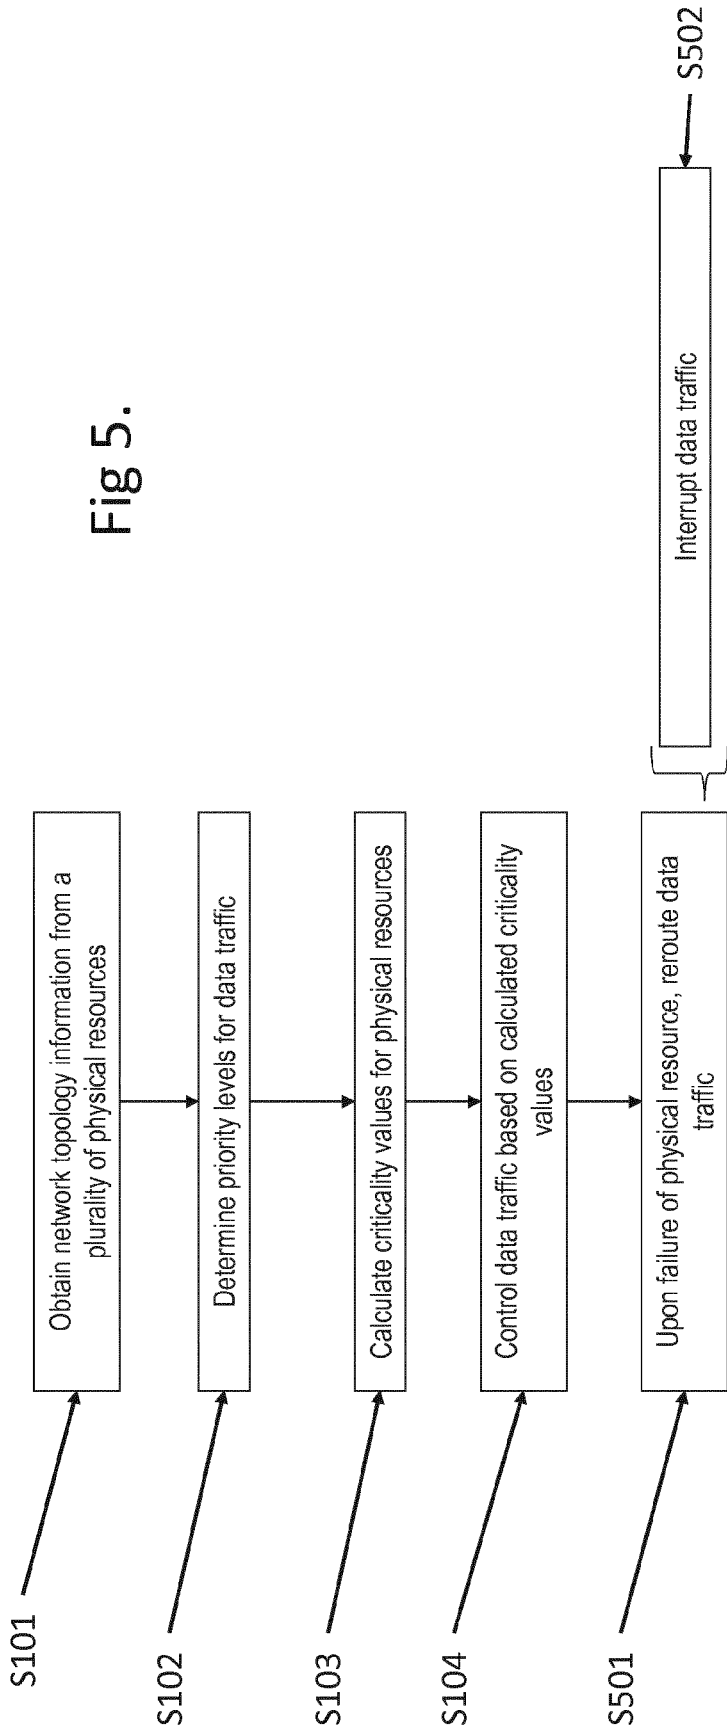 Fig 5.
S101
Obtain network topology information from a
plurality of physical resources
S102
Determine priority levels for data traffic
S103
Calculate criticality values for physical resources
S104
Control data traffic based on calculated criticality
values
S501
Upon failure of physical resource, reroute data
traffic
Interrupt data traffic
S502